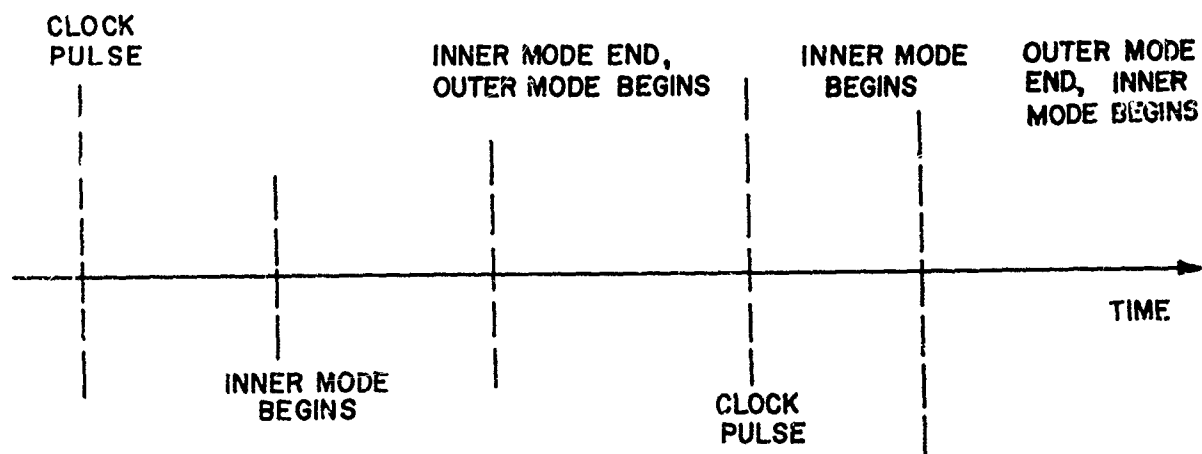 CLOCK
PULSE
INNER MODE END,
OUTER MODE BEGINS
INNER MODE
BEGINS
OUTER MODE
END, INNER
MODE BEGINS
TIME
INNER MODE
BEGINS
CLOCK
PULSE